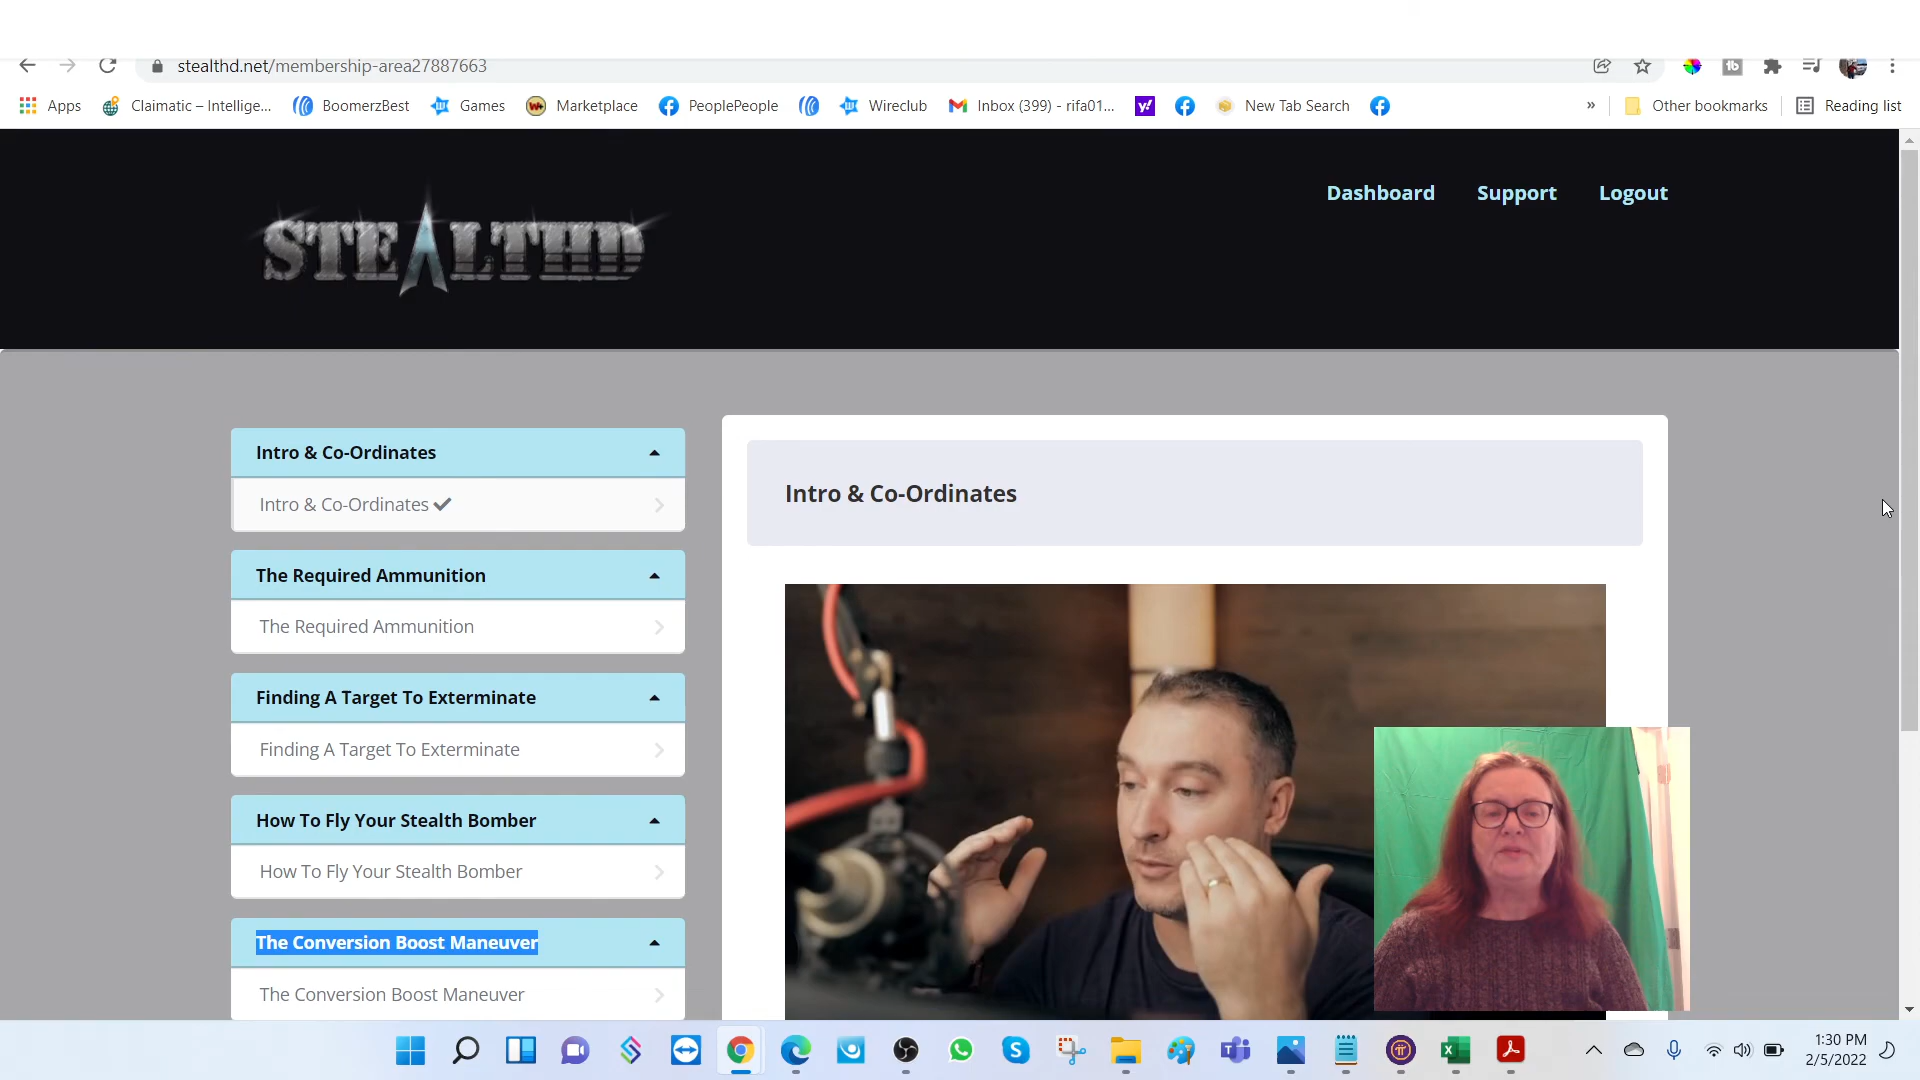 stealthd.net/membership-area27887663
Apps Claimatic – Intellige... BoomerzBest Games Marketplace PeoplePeople Wireclub Inbox (399) - rifa01... New Tab Search » Other bookmarks Reading list
STEALTHD
Dashboard Support Logout
Intro & Co-Ordinates
Intro & Co-Ordinates
The Required Ammunition
The Required Ammunition
Finding A Target To Exterminate
Finding A Target To Exterminate
How To Fly Your Stealth Bomber
How To Fly Your Stealth Bomber
The Conversion Boost Maneuver
The Conversion Boost Maneuver
Intro & Co-Ordinates
1:30 PM
2/5/2022